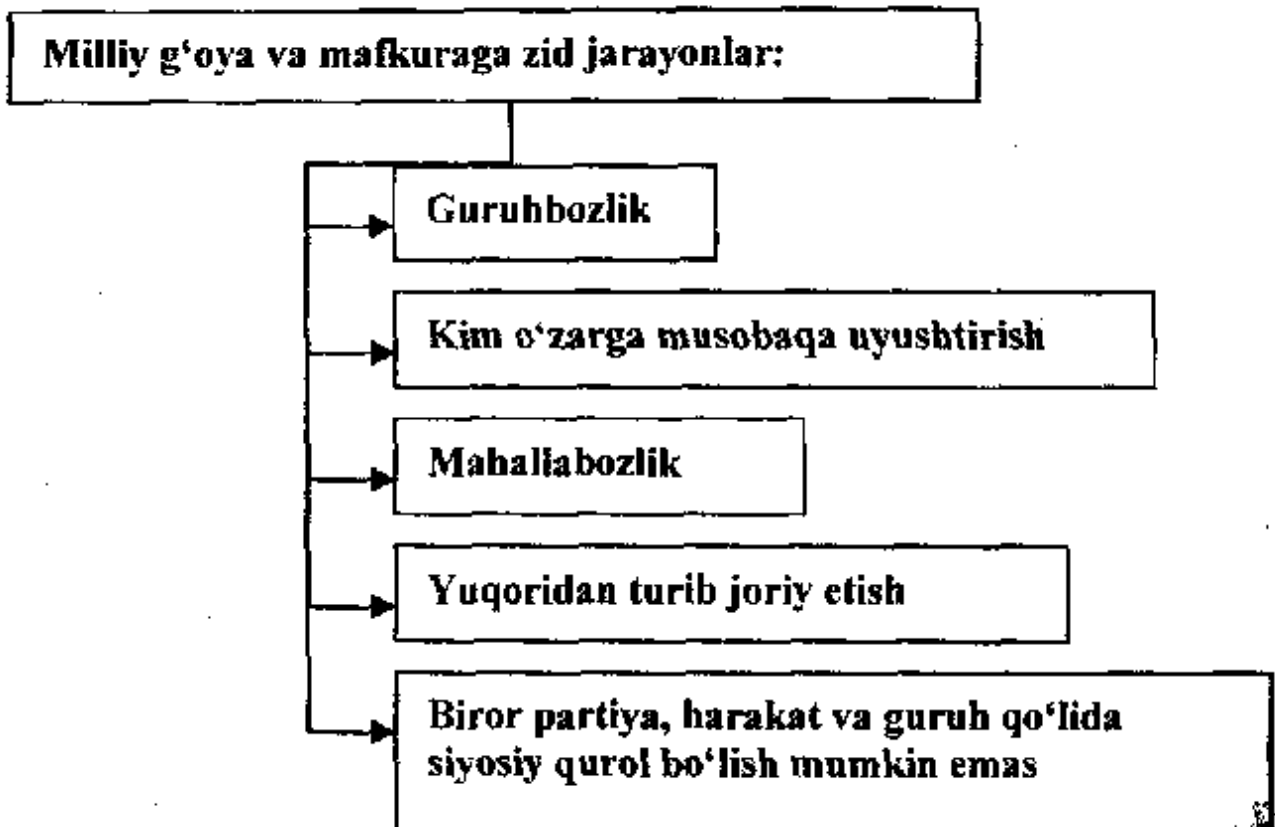 Milliy g‘oya va mafkuraga zid jarayonlar:
Guruhbozlik
Kim o‘zarga musobaqa uyushtirish
Mahallabozlik
Yuqoridan turib joriy etish
Biror partiya, harakat va guruh qo‘lida
siyosiy qurol bo‘lish mumkin emas